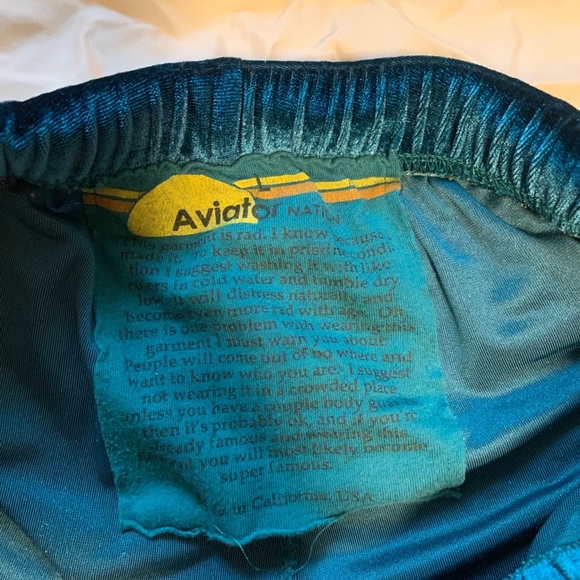 Aviator NATION
This garment is rad. I know because
made it. To keep it in pristine condi-
tion I suggest washing it with like
colors in cold water and tumble dry
low. It will distress naturally and
become even more rad with age. Oh
there is one problem with wearing this
garment I must warn you about
People will come out of no where and
want to know who you are. I suggest
not wearing it in a crowded place
unless you have a couple body guards
then it's probably ok, and if you're
already famous and wearing this
garment you will most likely become
super famous.
Made in California, USA